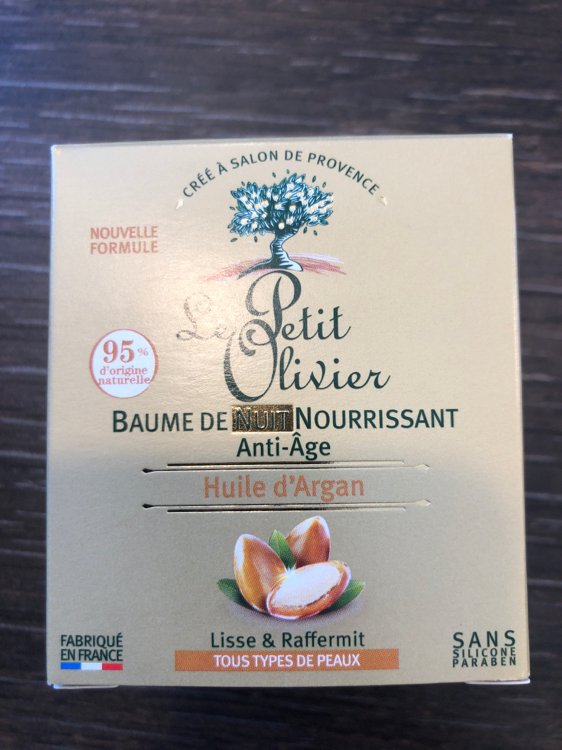 CRÉÉ À SALON DE PROVENCE
NOUVELLE
FORMULE
Le Petit
Olivier
95%
d'origine
naturelle
BAUME DE NUIT NOURRISSANT
Anti-Âge
Huile d'Argan
Lisse & Raffermit
TOUS TYPES DE PEAUX
FABRIQUÉ
EN FRANCE
SANS
SILICONE
PARABEN